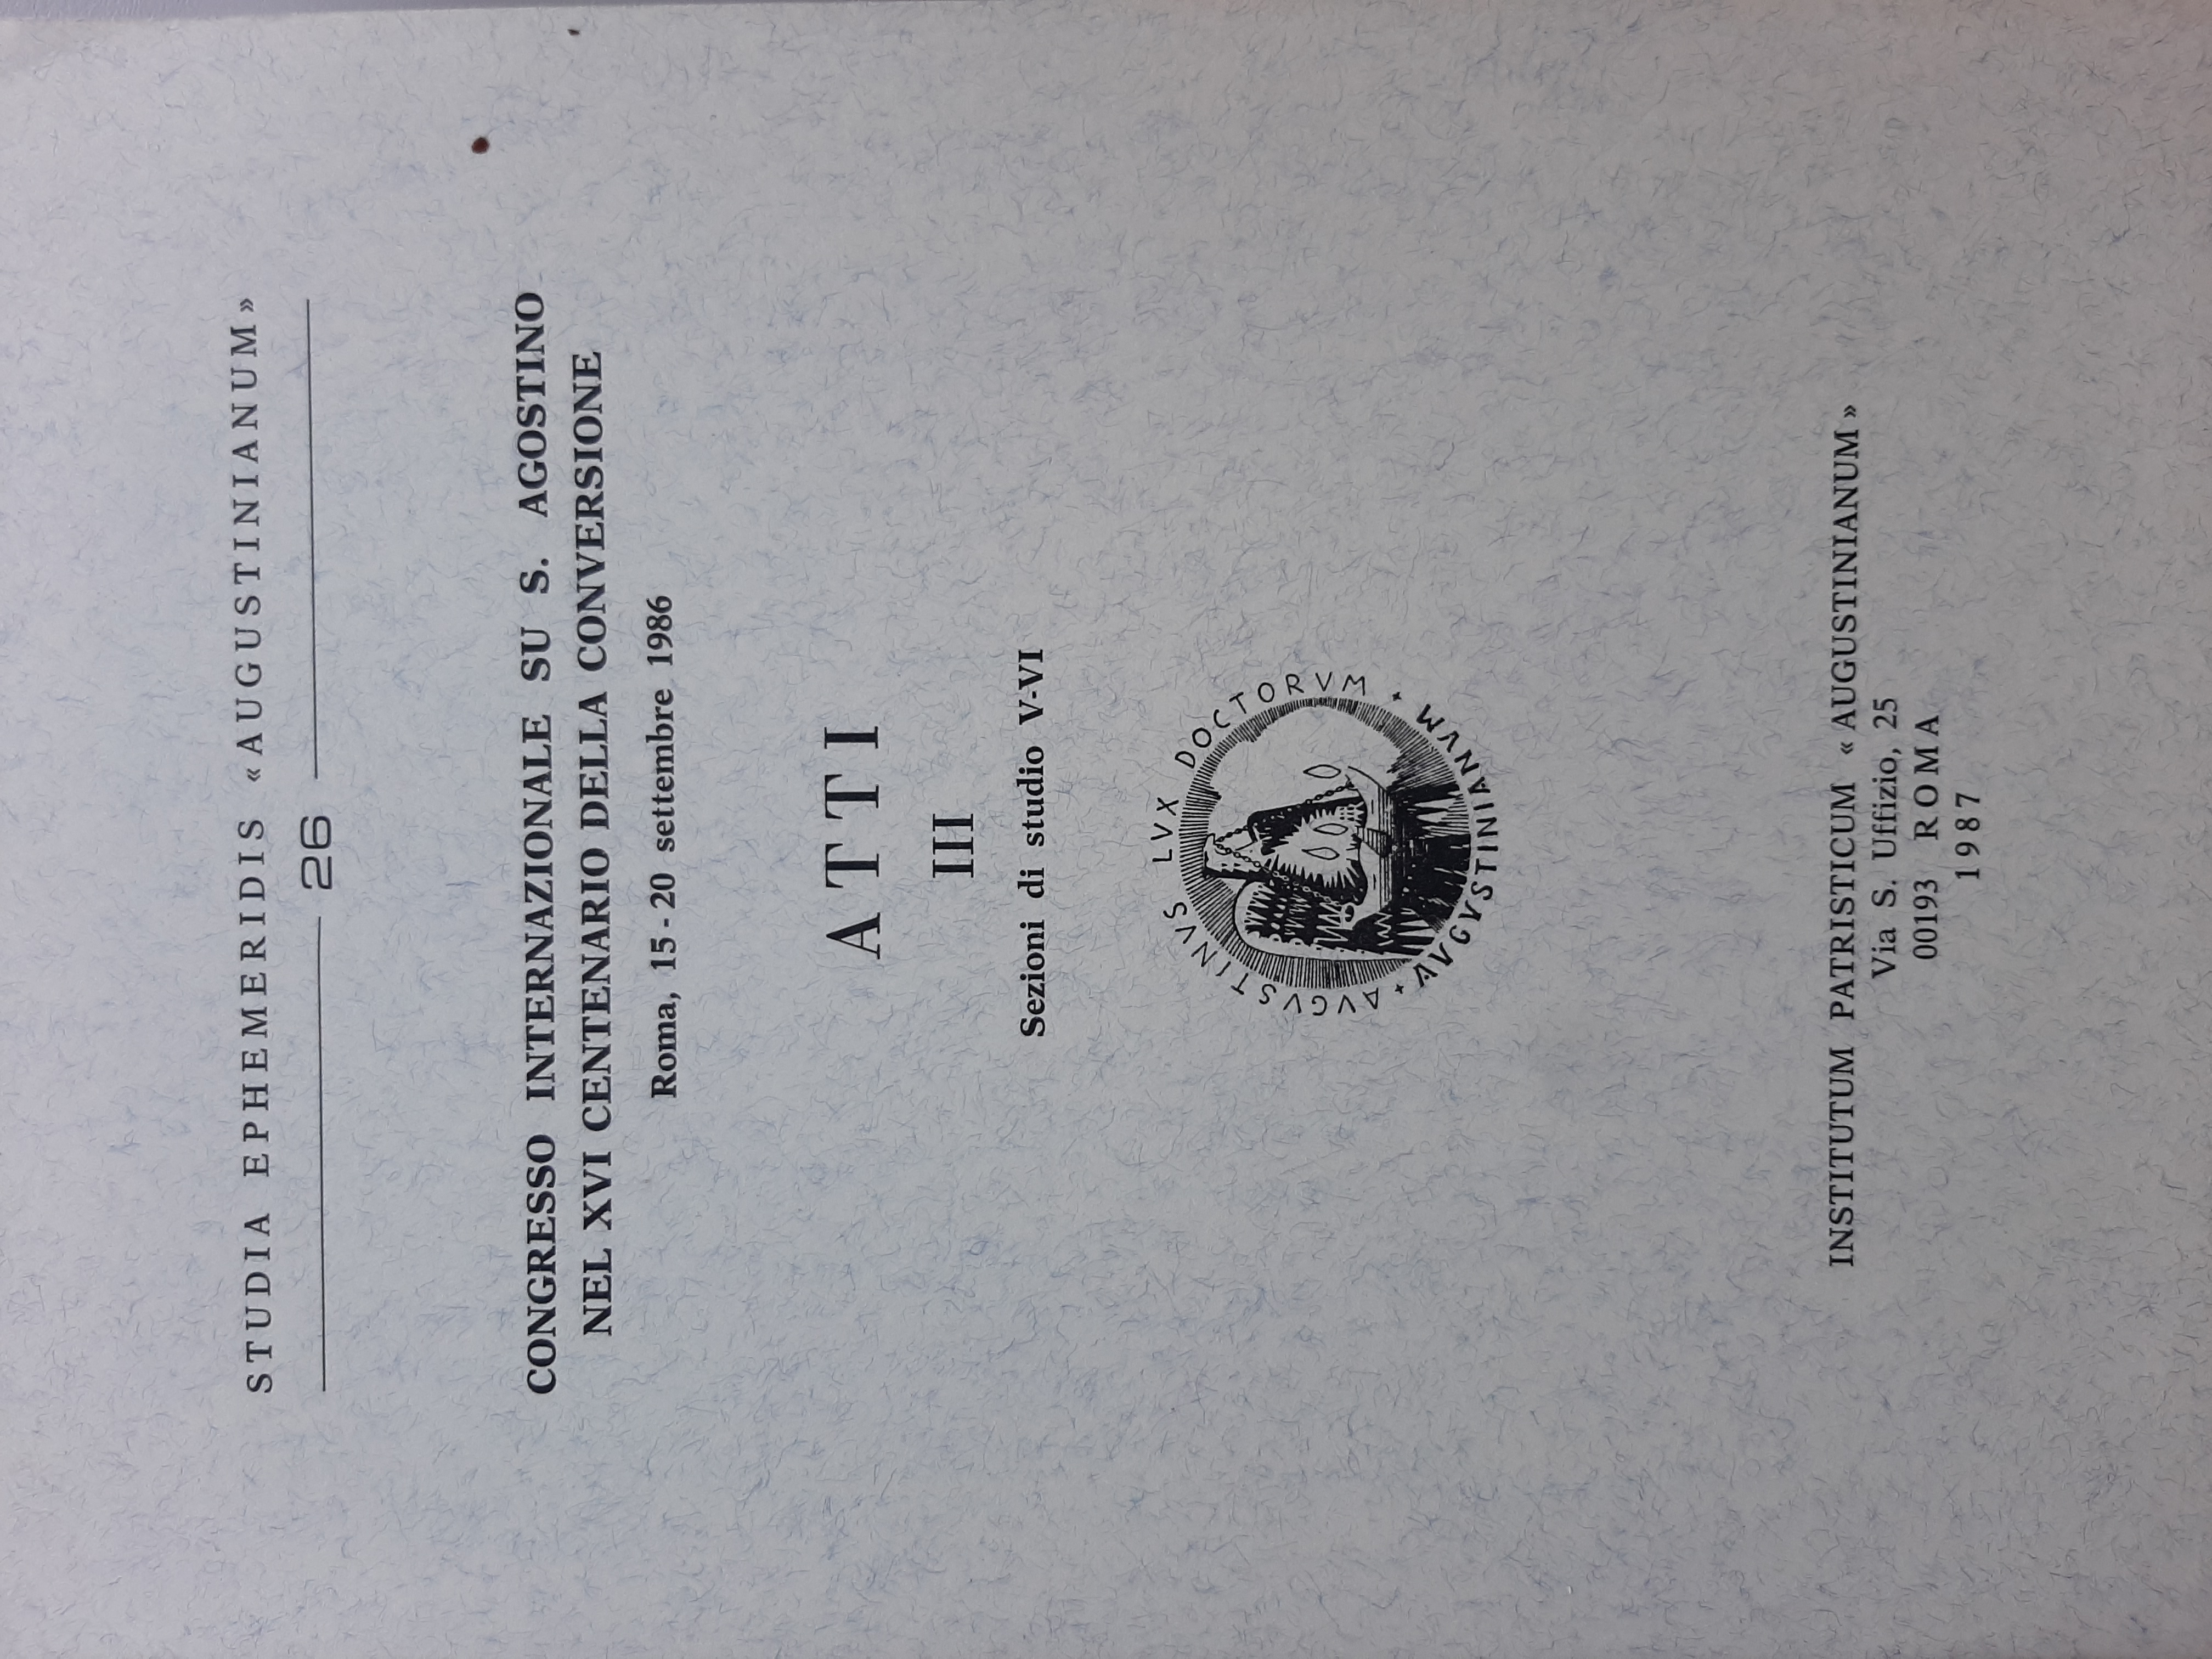 STUDIA EPHEMERIDIS «AUGUSTINIANUM»
26
CONGRESSO INTERNAZIONALE SU S. AGOSTINO
NEL XVI CENTENARIO DELLA CONVERSIONE
Roma, 15 - 20 settembre 1986
ATTI
III
Sezioni di studio V-VI
AVGVSTINVS LVX DOCTORVM
AVGVSTINIANVM
INSTITUTUM PATRISTICUM « AUGUSTINIANUM »
Via S. Uffizio, 25
00193 ROMA
1987